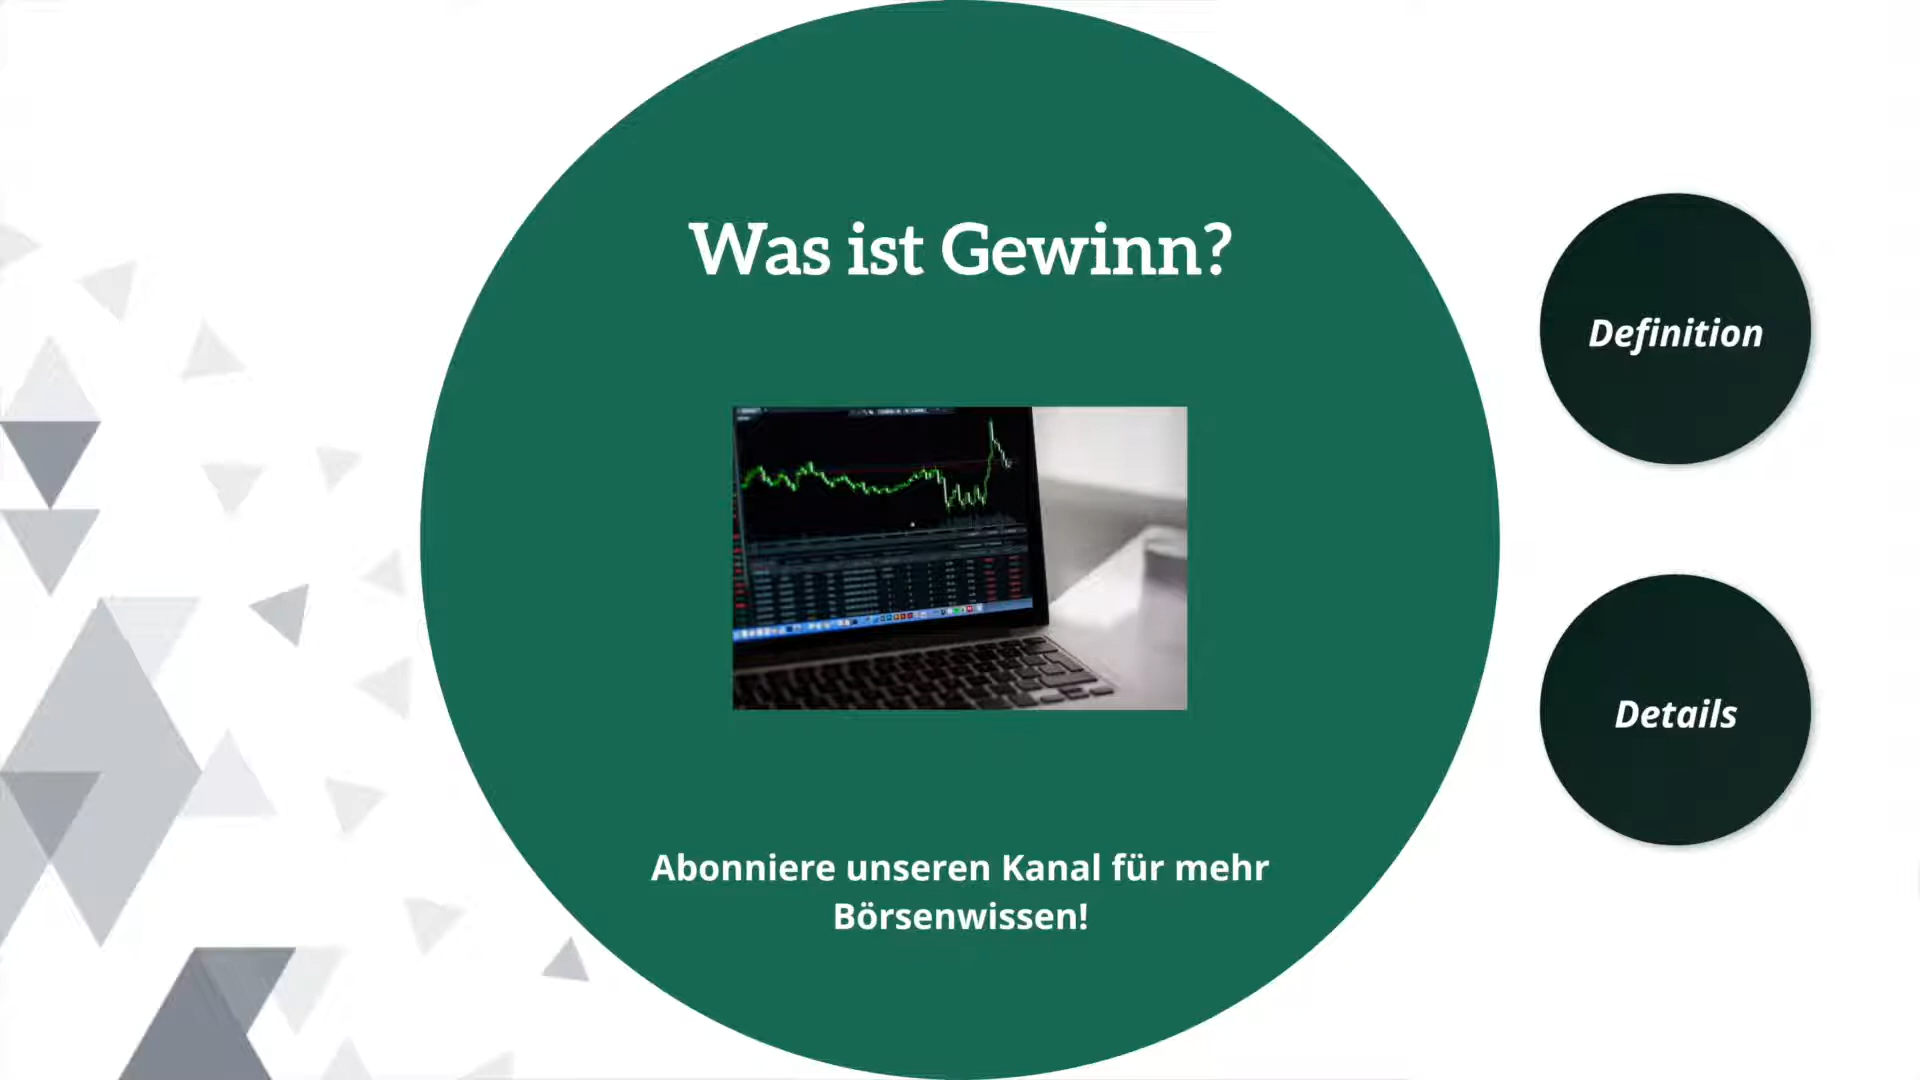 Was ist Gewinn?
Abonniere unseren Kanal für mehr
Börsenwissen!
Definition
Details